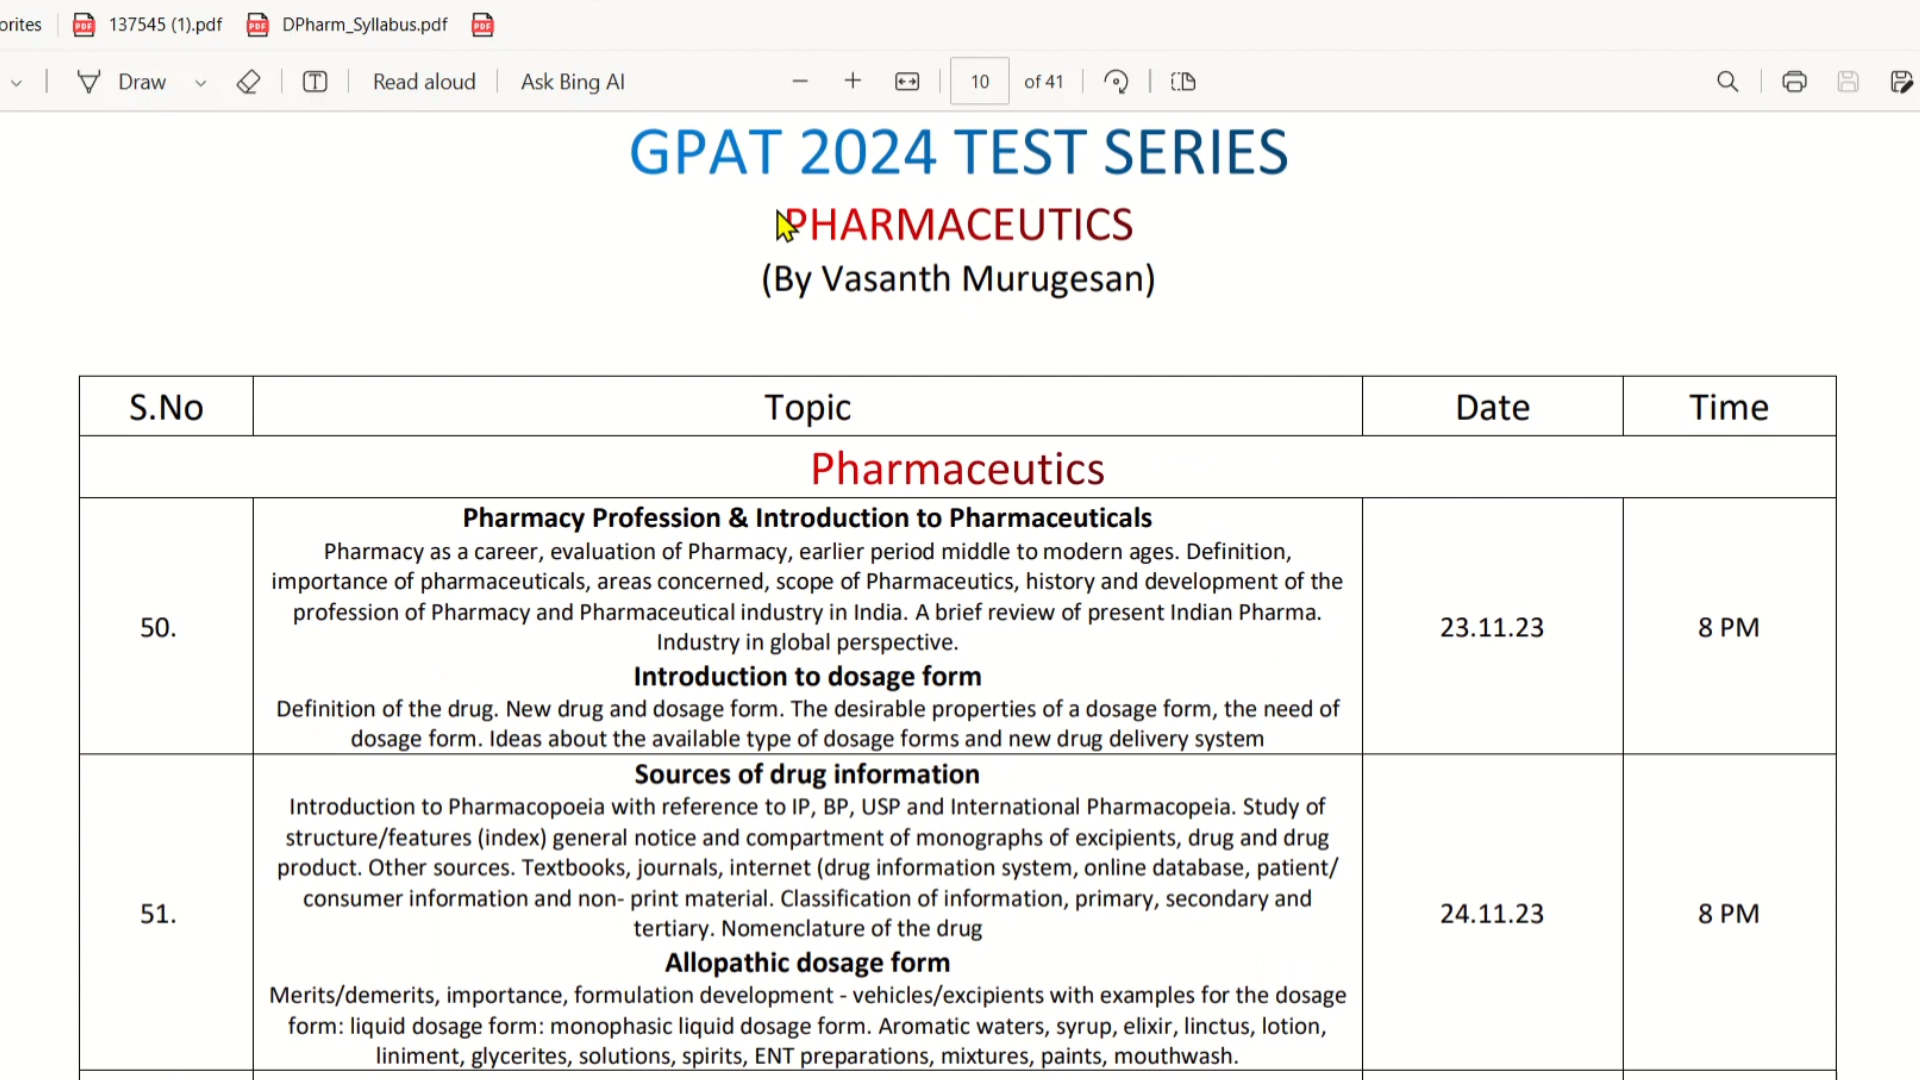 orites 137545 (1).pdf DPharm_Syllabus.pdf
Draw Read aloud Ask Bing AI 10 of 41
GPAT 2024 TEST SERIES
PHARMACEUTICS
(By Vasanth Murugesan)
S.No Topic Date Time
Pharmaceutics
Pharmacy Profession & Introduction to Pharmaceuticals
Pharmacy as a career, evaluation of Pharmacy, earlier period middle to modern ages. Definition,
importance of pharmaceuticals, areas concerned, scope of Pharmaceutics, history and development of the
profession of Pharmacy and Pharmaceutical industry in India. A brief review of present Indian Pharma.
Industry in global perspective.
Introduction to dosage form
Definition of the drug. New drug and dosage form. The desirable properties of a dosage form, the need of
dosage form. Ideas about the available type of dosage forms and new drug delivery system
50. 23.11.23 8 PM
Sources of drug information
Introduction to Pharmacopoeia with reference to IP, BP, USP and International Pharmacopeia. Study of
structure/features (index) general notice and compartment of monographs of excipients, drug and drug
product. Other sources. Textbooks, journals, internet (drug information system, online database, patient/
consumer information and non- print material. Classification of information, primary, secondary and
tertiary. Nomenclature of the drug
Allopathic dosage form
Merits/demerits, importance, formulation development - vehicles/excipients with examples for the dosage
form: liquid dosage form: monophasic liquid dosage form. Aromatic waters, syrup, elixir, linctus, lotion,
liniment, glycerites, solutions, spirits, ENT preparations, mixtures, paints, mouthwash.
51. 24.11.23 8 PM